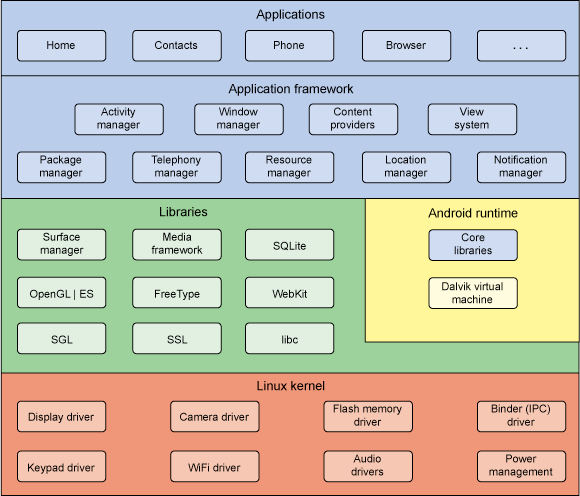 Applications
Home
Contacts
Phone
Browser
. . .
Application framework
Activity
manager
Window
manager
Content
providers
View
system
Package
manager
Telephony
manager
Resource
manager
Location
manager
Notification
manager
Libraries
Surface
manager
Media
framework
SQLite
OpenGL | ES
FreeType
WebKit
SGL
SSL
libc
Android runtime
Core
libraries
Dalvik virtual
machine
Linux kernel
Display driver
Camera driver
Flash memory
driver
Binder (IPC)
driver
Keypad driver
WiFi driver
Audio
drivers
Power
management